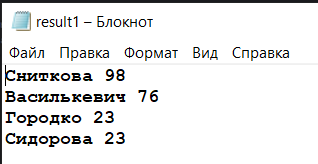 result1 – Блокнот
Файл Правка Формат Вид Справка
Сниткова 98
Василькевич 76
Городко 23
Сидорова 23